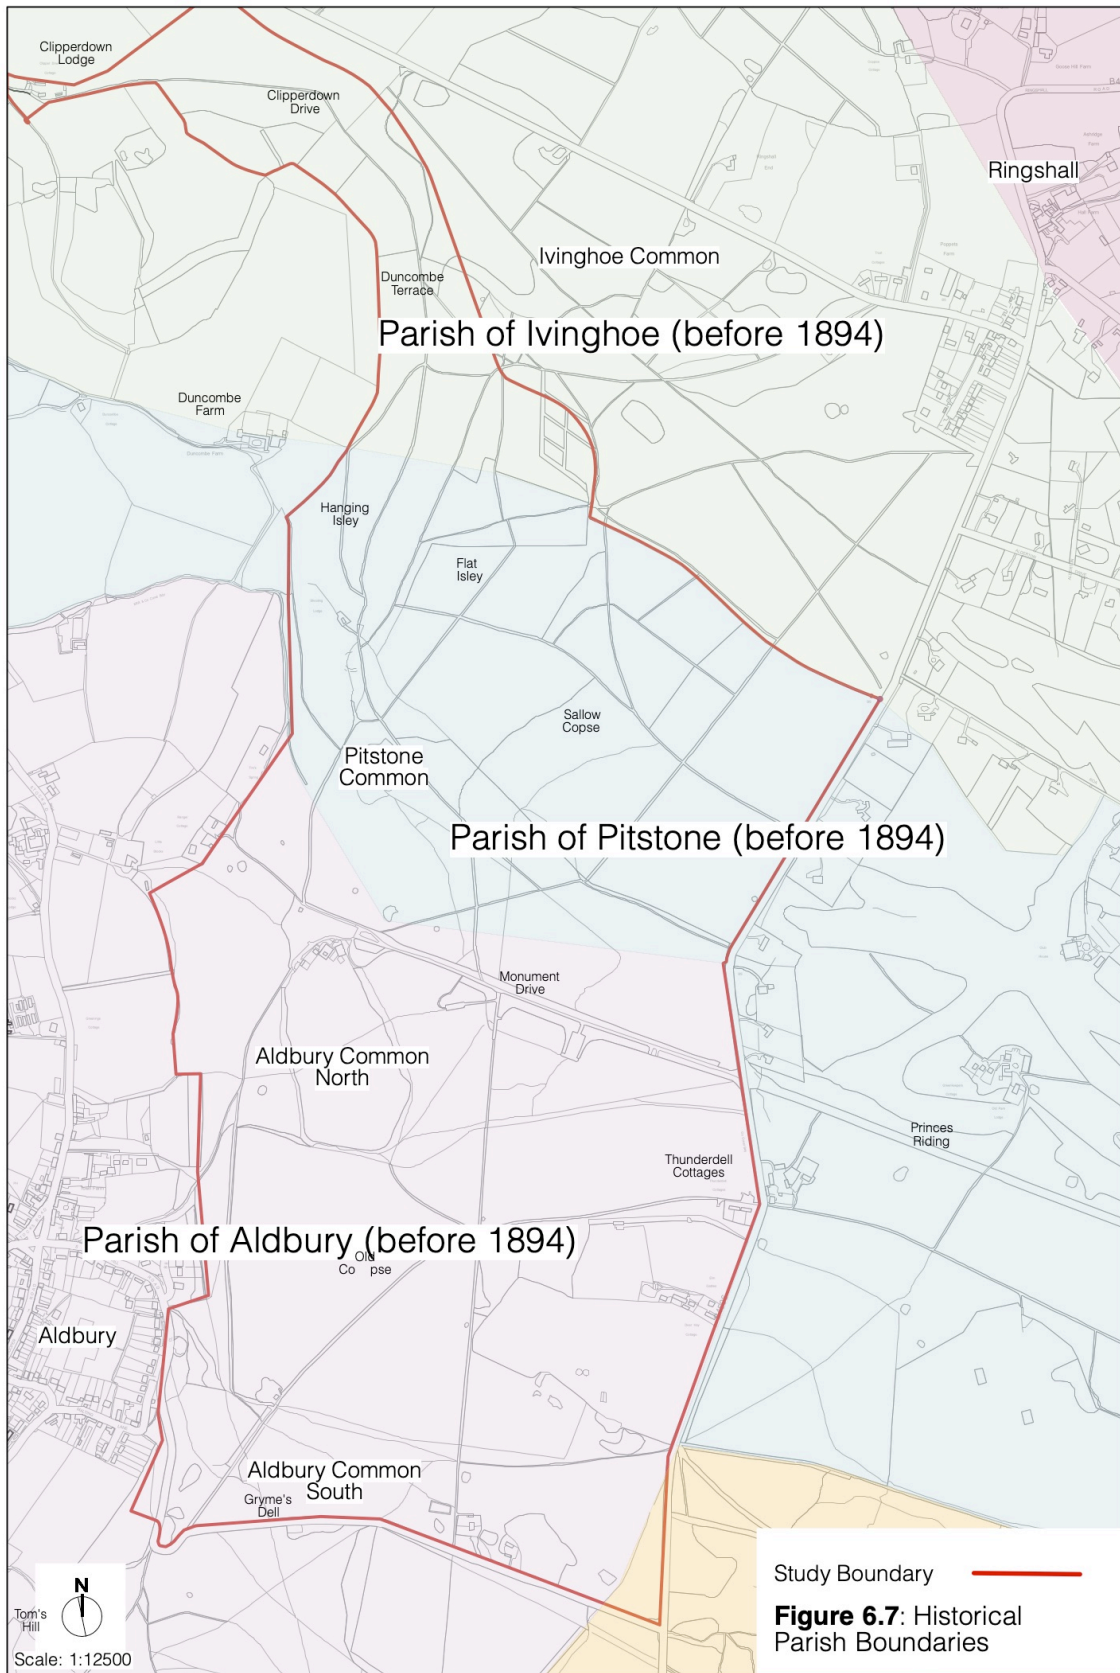 Clipperdown
Lodge
Clipperdown
Drive
Ringshall
Ivinghoe Common
Duncombe
Terrace
Parish of Ivinghoe (before 1894)
Duncombe
Farm
Hanging
Isley
Flat
Isley
Sallow
Copse
Pitstone
Common
Parish of Pitstone (before 1894)
Monument
Drive
Aldbury Common
North
Princes
Riding
Thunderdell
Cottages
Parish of Aldbury (before 1894)
Old
Co pse
Aldbury
Aldbury Common
South
Gryme's
Dell
N
Tom's
Hill
Scale: 1:12500
Study Boundary
Figure 6.7: Historical
Parish Boundaries